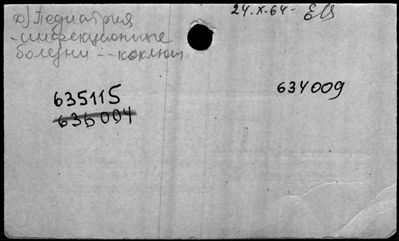 24.X.64-
д) Педиатрия
-инфекционные
болезни -- коклюш
635115
634009
636004